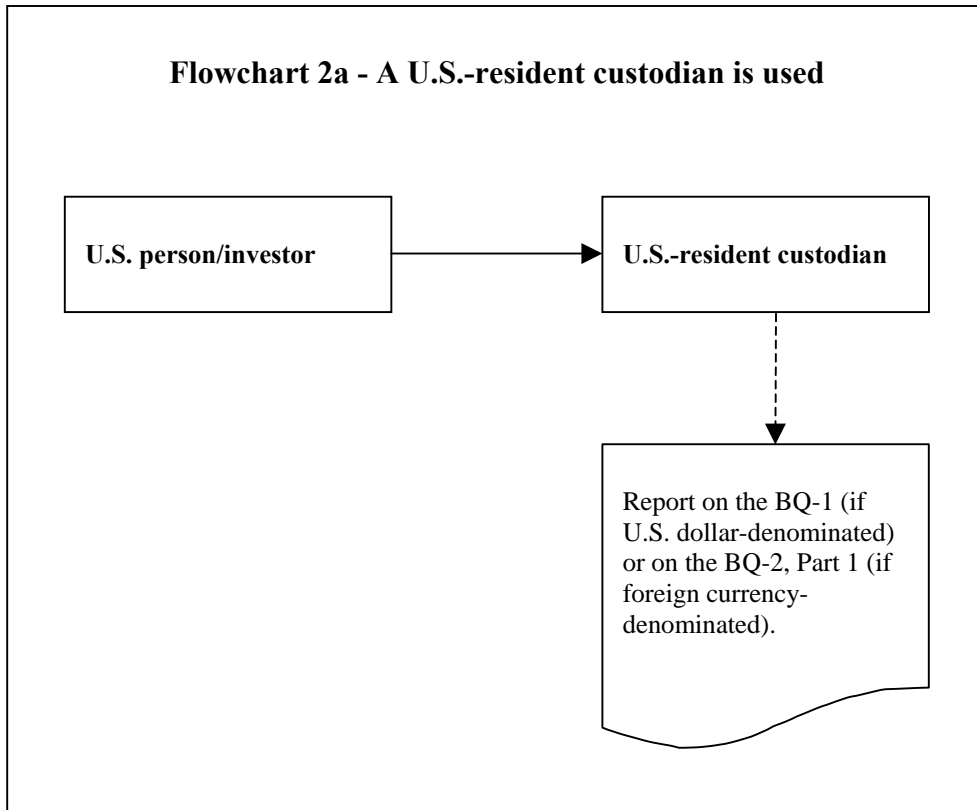 Flowchart 2a - A U.S.-resident custodian is used
U.S. person/investor
U.S.-resident custodian
Report on the BQ-1 (if
U.S. dollar-denominated)
or on the BQ-2, Part 1 (if
foreign currency-
denominated).